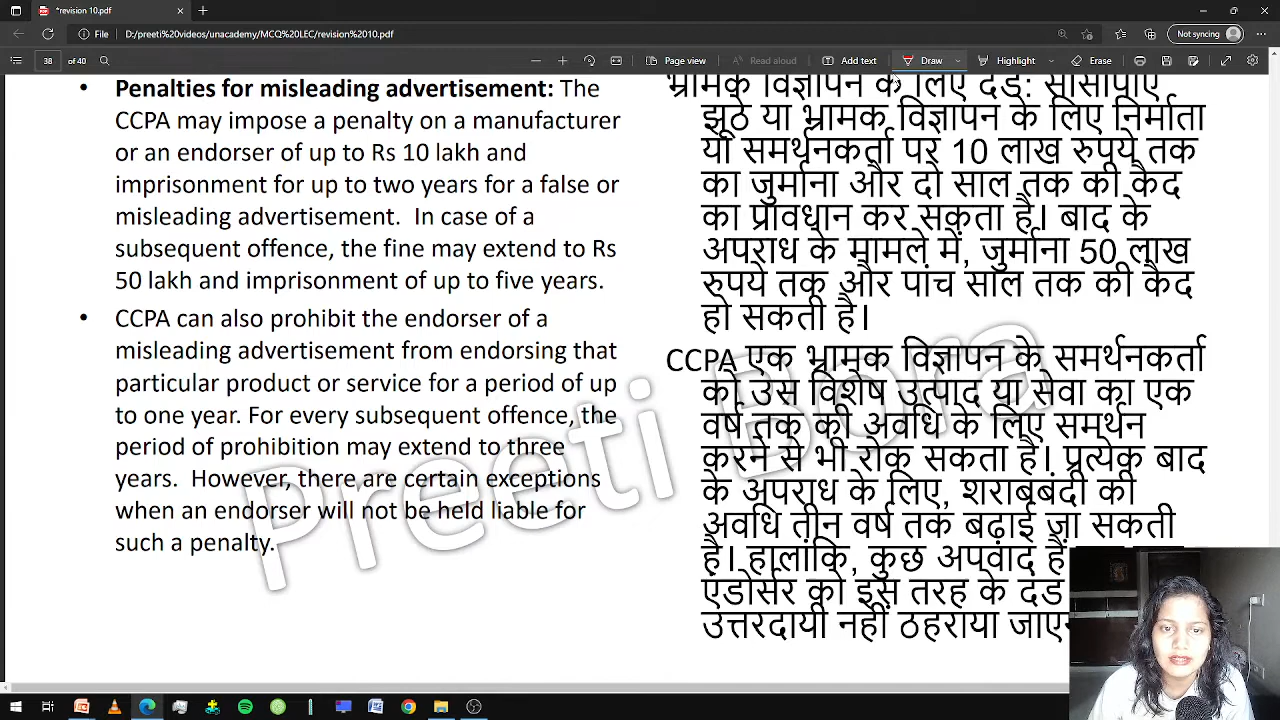 *revision 10.pdf
File
D:/preeti%20videos/unacademy/MCQ%20LEC/revision%2010.pdf
Not syncing
38 of 40
Page view
Read aloud
Add text
Draw
Highlight
Erase
• Penalties for misleading advertisement: The
CCPA may impose a penalty on a manufacturer
or an endorser of up to Rs 10 lakh and
imprisonment for up to two years for a false or
misleading advertisement. In case of a
subsequent offence, the fine may extend to Rs
50 lakh and imprisonment of up to five years.
• CCPA can also prohibit the endorser of a
misleading advertisement from endorsing that
particular product or service for a period of up
to one year. For every subsequent offence, the
period of prohibition may extend to three
years. However, there are certain exceptions
when an endorser will not be held liable for
such a penalty.
भ्रामक विज्ञापन के लिए दंड: सीसीपीए
झूठे या भ्रामक विज्ञापन के लिए निर्माता
या समर्थनकर्ता पर 10 लाख रुपये तक
का जुर्माना और दो साल तक की कैद
का प्रावधान कर सकता है। बाद के
अपराध के मामले में, जुर्माना 50 लाख
रुपये तक और पांच साल तक की कैद
हो सकती है।
CCPA एक भ्रामक विज्ञापन के समर्थनकर्ता
को उस विशेष उत्पाद या सेवा का एक
वर्ष तक की अवधि के लिए समर्थन
करने से भी रोक सकता है। प्रत्येक बाद
के अपराध के लिए, शराबबंदी की
अवधि तीन वर्ष तक बढ़ाई जा सकती
है। हालांकि, कुछ अपवाद हैं
एंडोर्सर को इस तरह के दंड
उत्तरदायी नहीं ठहराया
Preeti Bora